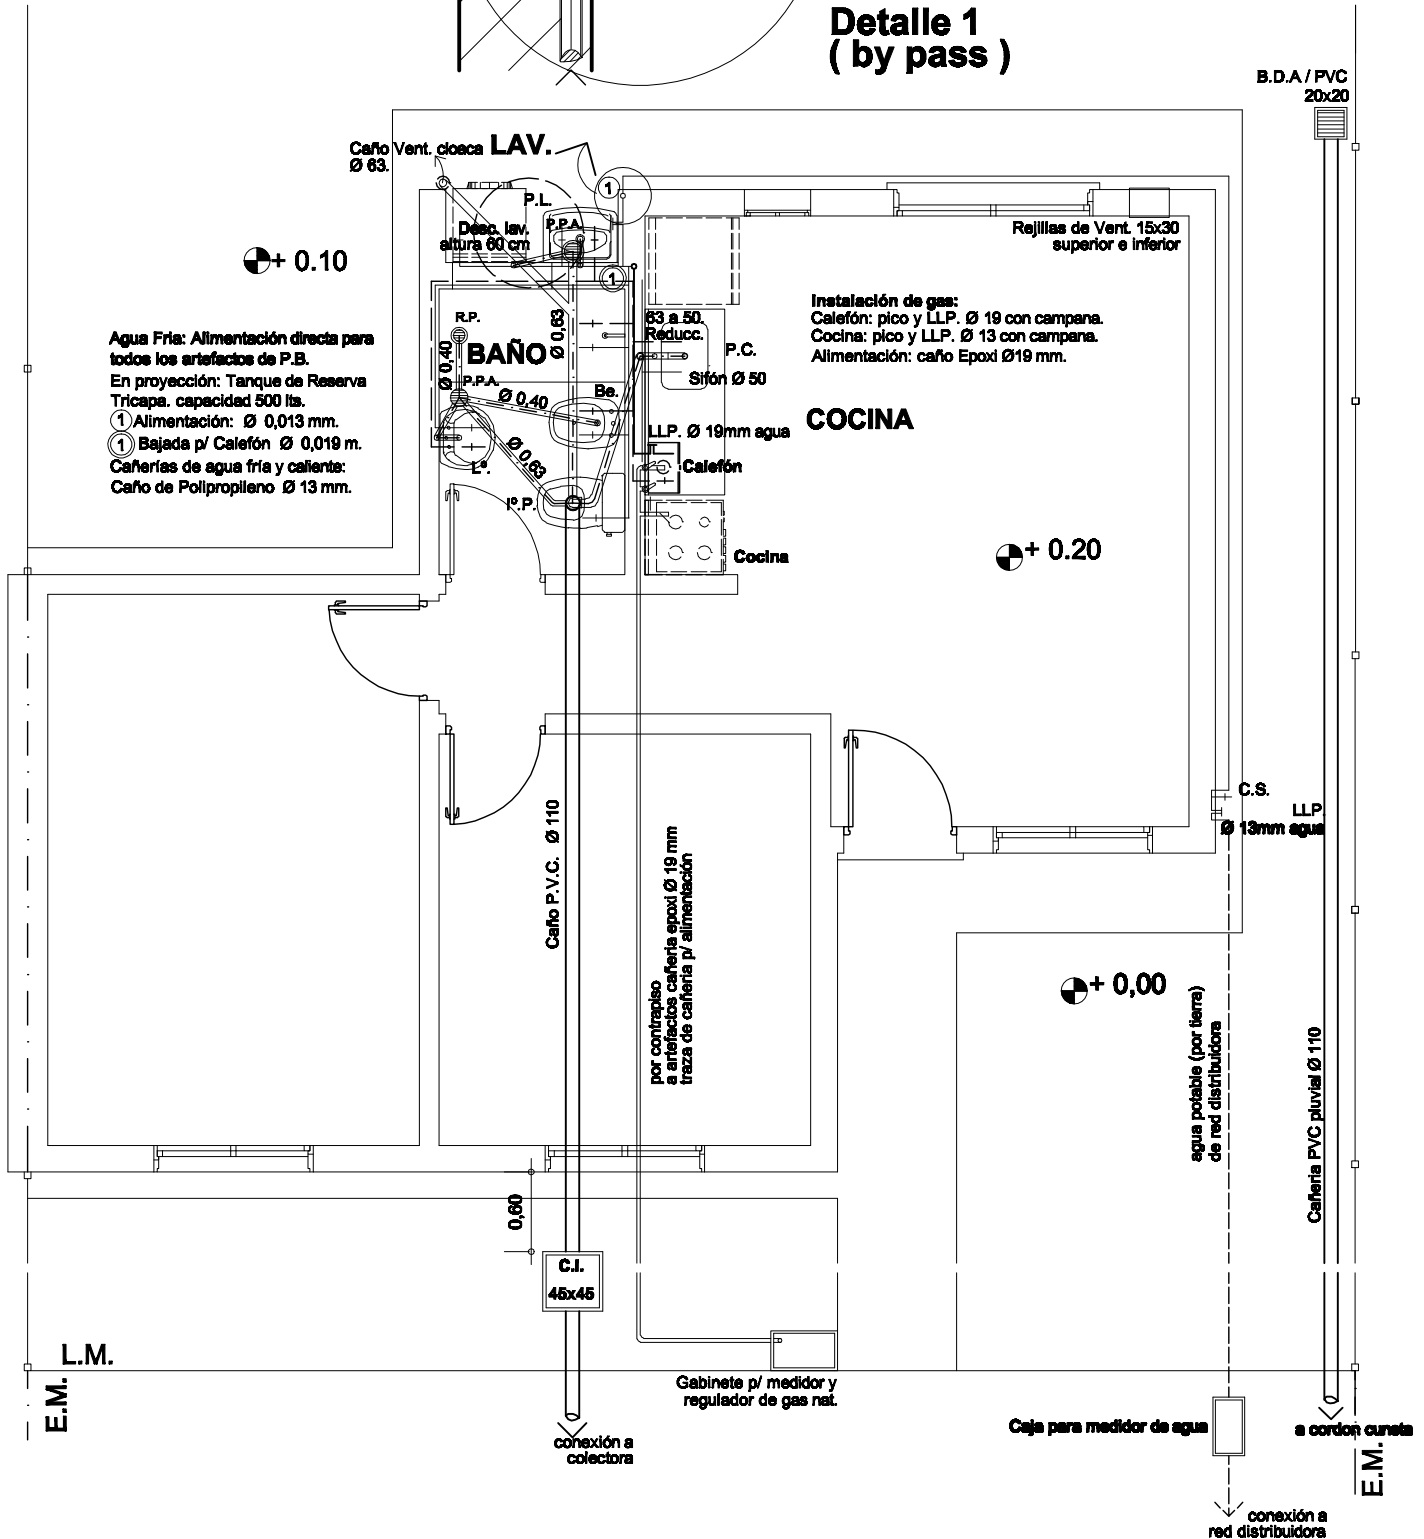 Detalle 1
( by pass )
B.D.A / PVC
20x20
Caño Vent. cloaca
Ø 63.
LAV.
1
P.L.
P.P.A.
Desc. lav.
altura 60 cm
Rejillas de Vent. 15x30
superior e inferior
+ 0.10
1
Instalación de gas:
Calefón: pico y LLP. Ø 19 con campana.
Cocina: pico y LLP. Ø 13 con campana.
Alimentación: caño Epoxi Ø19 mm.
Agua Fria: Alimentación directa para
todos los artefactos de P.B.
En proyección: Tanque de Reserva
Tricapa. capacidad 500 lts.
1 Alimentación: Ø 0,013 mm.
1 Bajada p/ Calefón Ø 0,019 m.
Cañerías de agua fría y caliente:
Caño de Polipropileno Ø 13 mm.
R.P.
Ø 0,63
63 a 50.
Reducc.
BAÑO
Ø 0,40
P.C.
Sifón Ø 50
P.P.A.
Ø 0,40
Be.
COCINA
LLP. Ø 19mm agua
Ø 0,63
Lº.
Calefón
Iº.P.
Cocina
+ 0.20
C.S.
LLP.
Ø 13mm agua
Caño P.V.C. Ø 110
por contrapiso
a artefactos cañeria epoxi Ø 19 mm
traza de cañeria p/ alimentación
+ 0,00
agua potable (por tierra)
de red distribuidora
Cañeria PVC pluvial Ø 110
0,60
C.I.
45x45
L.M.
E.M.
Gabinete p/ medidor y
regulador de gas nat.
Caja para medidor de agua
a cordon cuneta
conexión a
colectora
E.M.
conexión a
red distribuidora